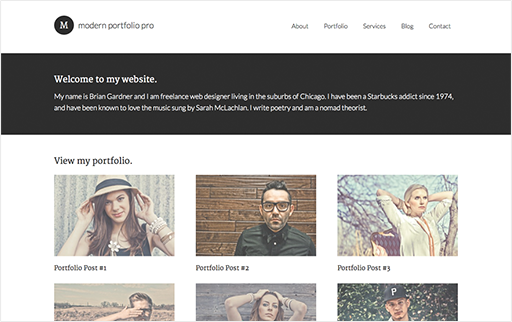 M modern portfolio pro
About Portfolio Services Blog Contact
Welcome to my website.
My name is Brian Gardner and I am freelance web designer living in the suburbs of Chicago. I have been a Starbucks addict since 1974,
and have been known to love the music sung by Sarah McLachlan. I write poetry and am a nomad theorist.
View my portfolio.
Portfolio Post #1 Portfolio Post #2 Portfolio Post #3
P